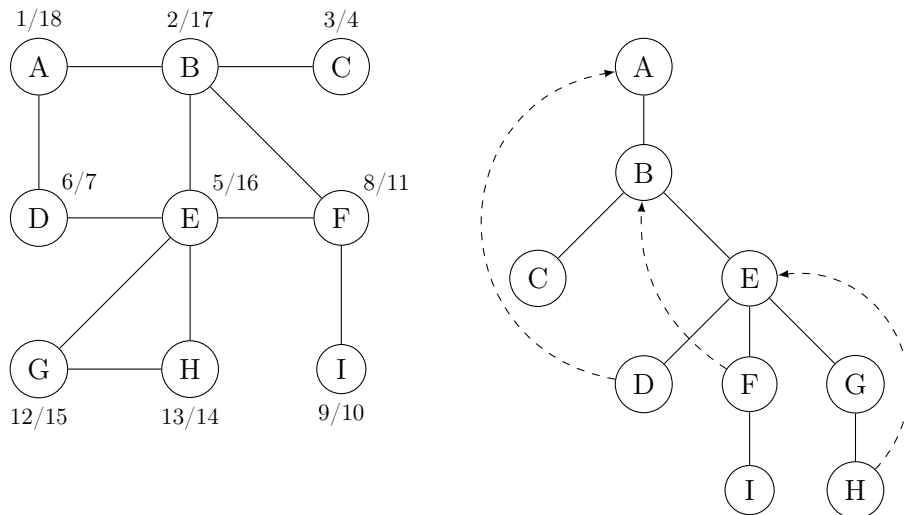 1/18 2/17 3/4
A B C A
6/7 5/16 8/11 B
D E F C E
G H I D F G
12/15 13/14 9/10
I H